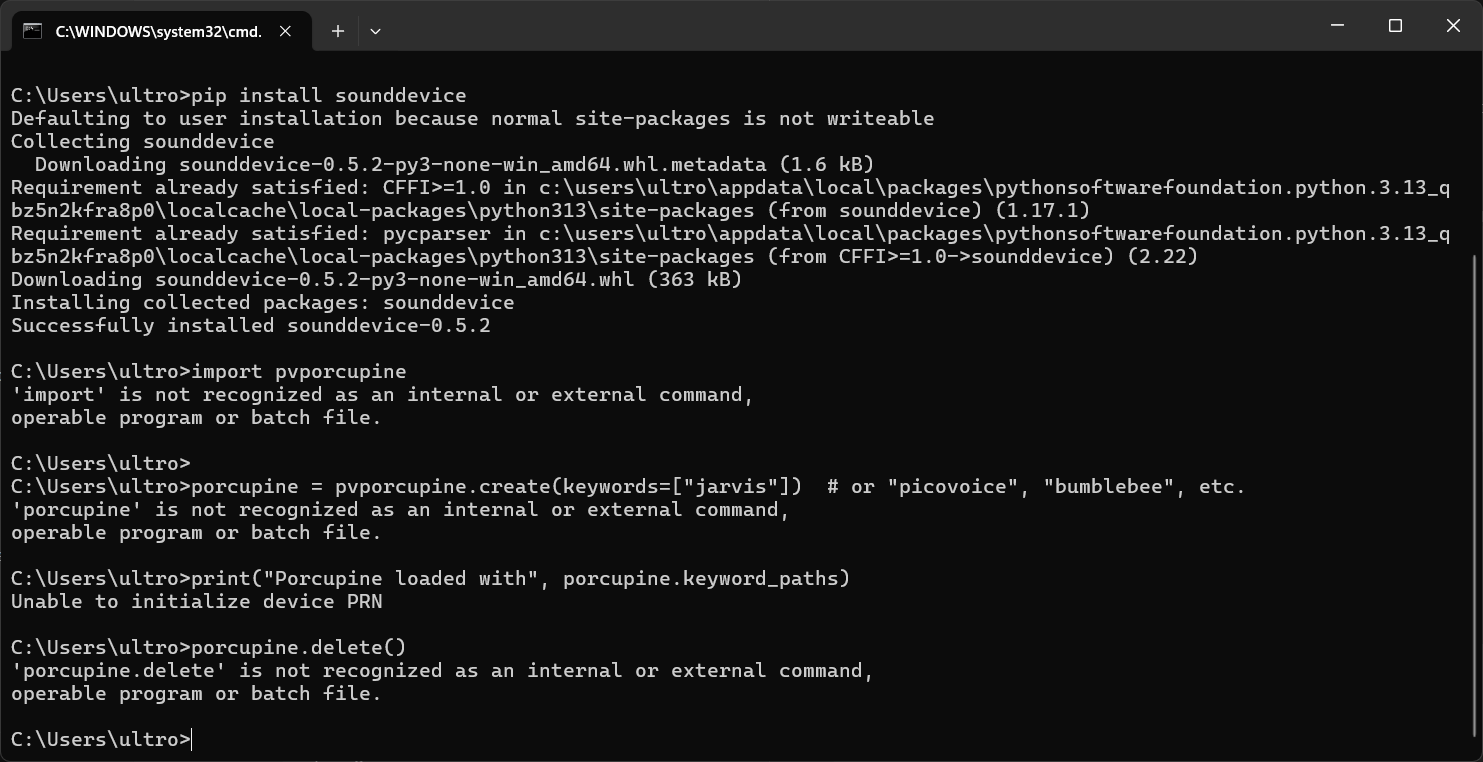 C:\WINDOWS\system32\cmd.
C:\Users\ultro>pip install sounddevice
Defaulting to user installation because normal site-packages is not writeable
Collecting sounddevice
  Downloading sounddevice-0.5.2-py3-none-win_amd64.whl.metadata (1.6 kB)
Requirement already satisfied: CFFI>=1.0 in c:\users\ultro\appdata\local\packages\pythonsoftwarefoundation.python.3.13_q
bz5n2kfra8p0\localcache\local-packages\python313\site-packages (from sounddevice) (1.17.1)
Requirement already satisfied: pycparser in c:\users\ultro\appdata\local\packages\pythonsoftwarefoundation.python.3.13_q
bz5n2kfra8p0\localcache\local-packages\python313\site-packages (from CFFI>=1.0->sounddevice) (2.22)
Downloading sounddevice-0.5.2-py3-none-win_amd64.whl (363 kB)
Installing collected packages: sounddevice
Successfully installed sounddevice-0.5.2
C:\Users\ultro>import pvporcupine
'import' is not recognized as an internal or external command,
operable program or batch file.
C:\Users\ultro>
C:\Users\ultro>porcupine = pvporcupine.create(keywords=["jarvis"])  # or "picovoice", "bumblebee", etc.
'porcupine' is not recognized as an internal or external command,
operable program or batch file.
C:\Users\ultro>print("Porcupine loaded with", porcupine.keyword_paths)
Unable to initialize device PRN
C:\Users\ultro>porcupine.delete()
'porcupine.delete' is not recognized as an internal or external command,
operable program or batch file.
C:\Users\ultro>